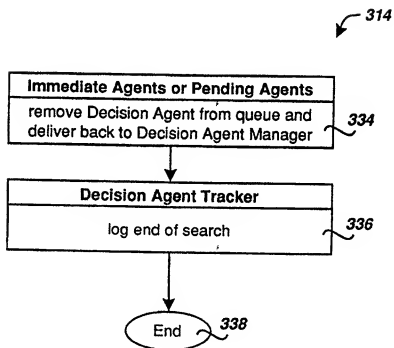 314
Immediate Agents or Pending Agents
remove Decision Agent from queue and
deliver back to Decision Agent Manager
334
Decision Agent Tracker
log end of search
336
End
338